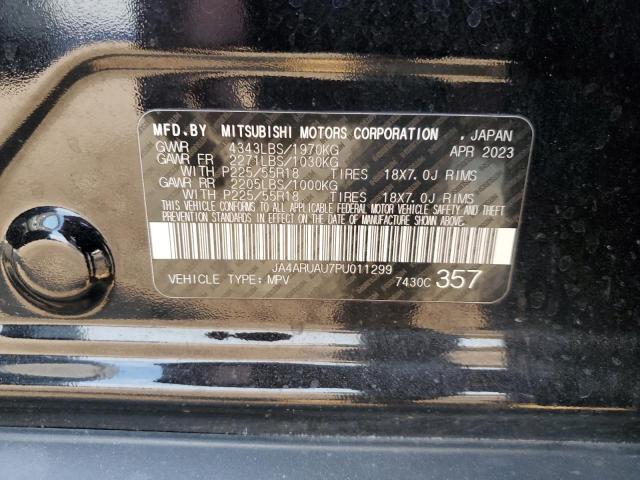 MFD.BY MITSUBISHI MOTORS CORPORATION , JAPAN
GVWR 4343LBS/1970KG APR 2023
GAWR FR 2271LBS/1030KG
WITH P225/55R18 TIRES 18X7.0J RIMS
GAWR RR 2205LBS/1000KG
WITH P225/55R18 TIRES 18X7.0J RIMS
THIS VEHICLE CONFORMS TO ALL APPLICABLE FEDERAL MOTOR VEHICLE SAFETY AND THEFT
PREVENTION STANDARDS IN EFFECT ON THE DATE OF MANUFACTURE SHOWN ABOVE.
JA4ARUAU7PU011299
VEHICLE TYPE: MPV 7430C 357